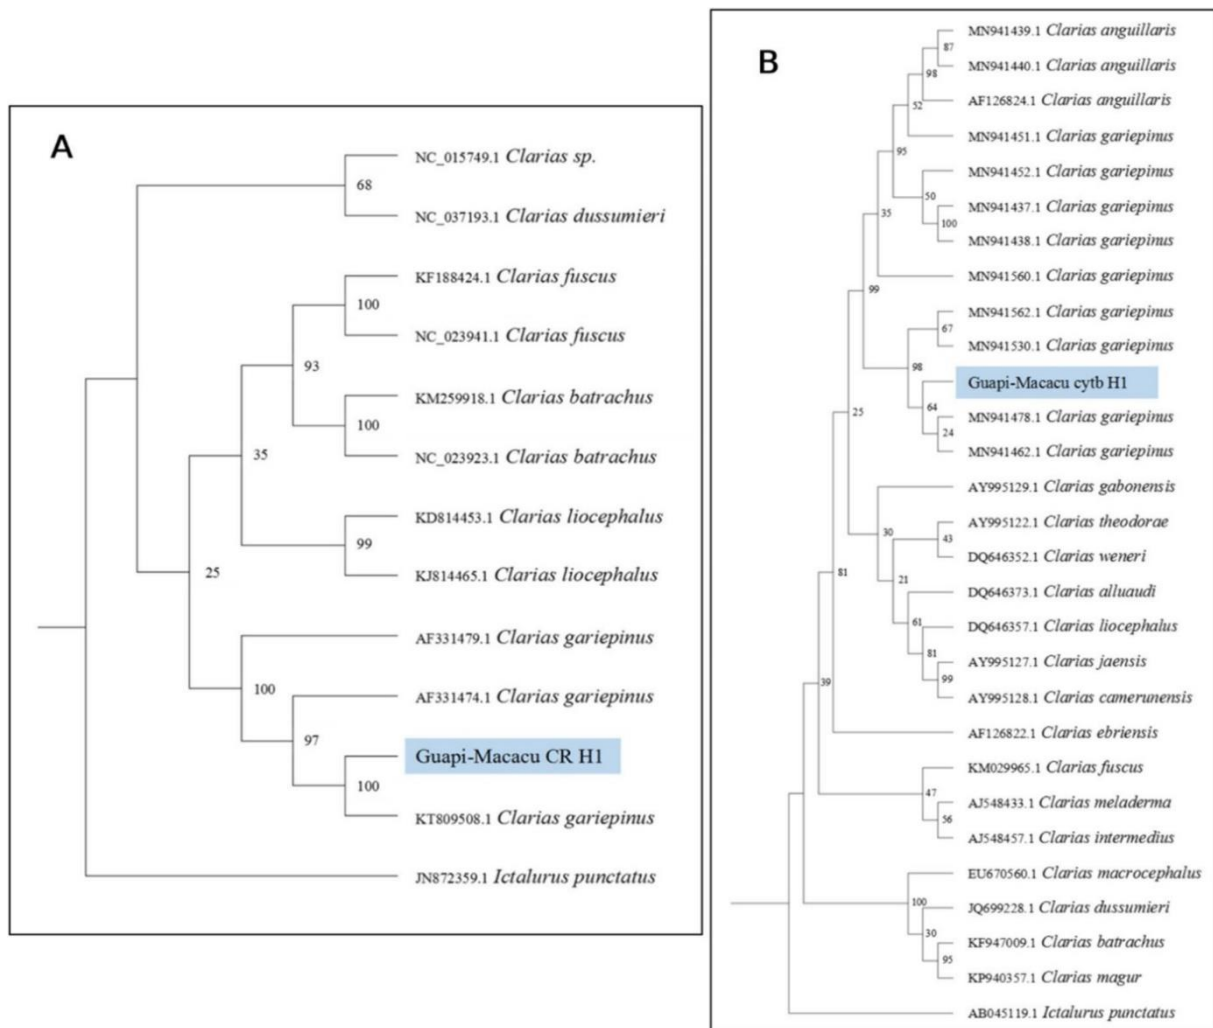 A
NC_015749.1 Clarias sp.
68
NC_037193.1 Clarias dussumieri
KF188424.1 Clarias fuscus
100
NC_023941.1 Clarias fuscus
93
KM259918.1 Clarias batrachus
100
NC_023923.1 Clarias batrachus
35
KD814453.1 Clarias liocephalus
99
KJ814465.1 Clarias liocephalus
25
AF331479.1 Clarias gariepinus
100
AF331474.1 Clarias gariepinus
97
Guapi-Macacu CR H1
100
KT809508.1 Clarias gariepinus
JN872359.1 Ictalurus punctatus
B
MN941439.1 Clarias anguillaris
87
MN941440.1 Clarias anguillaris
98
AF126824.1 Clarias anguillaris
52
MN941451.1 Clarias gariepinus
95
MN941452.1 Clarias gariepinus
50
MN941437.1 Clarias gariepinus
100
MN941438.1 Clarias gariepinus
35
MN941560.1 Clarias gariepinus
99
MN941562.1 Clarias gariepinus
67
MN941530.1 Clarias gariepinus
98
Guapi-Macacu cytb H1
64
MN941478.1 Clarias gariepinus
24
MN941462.1 Clarias gariepinus
25
AY995129.1 Clarias gabonensis
30
AY995122.1 Clarias theodorae
43
DQ646352.1 Clarias weneri
21
81
DQ646373.1 Clarias alluaudi
61
DQ646357.1 Clarias liocephalus
81
AY995127.1 Clarias jaensis
99
AY995128.1 Clarias camerunensis
39
AF126822.1 Clarias ebriensis
KM029965.1 Clarias fuscus
47
AJ548433.1 Clarias meladerma
56
AJ548457.1 Clarias intermedius
EU670560.1 Clarias macrocephalus
100
JQ699228.1 Clarias dussumieri
30
KF947009.1 Clarias batrachus
95
KP940357.1 Clarias magur
AB045119.1 Ictalurus punctatus